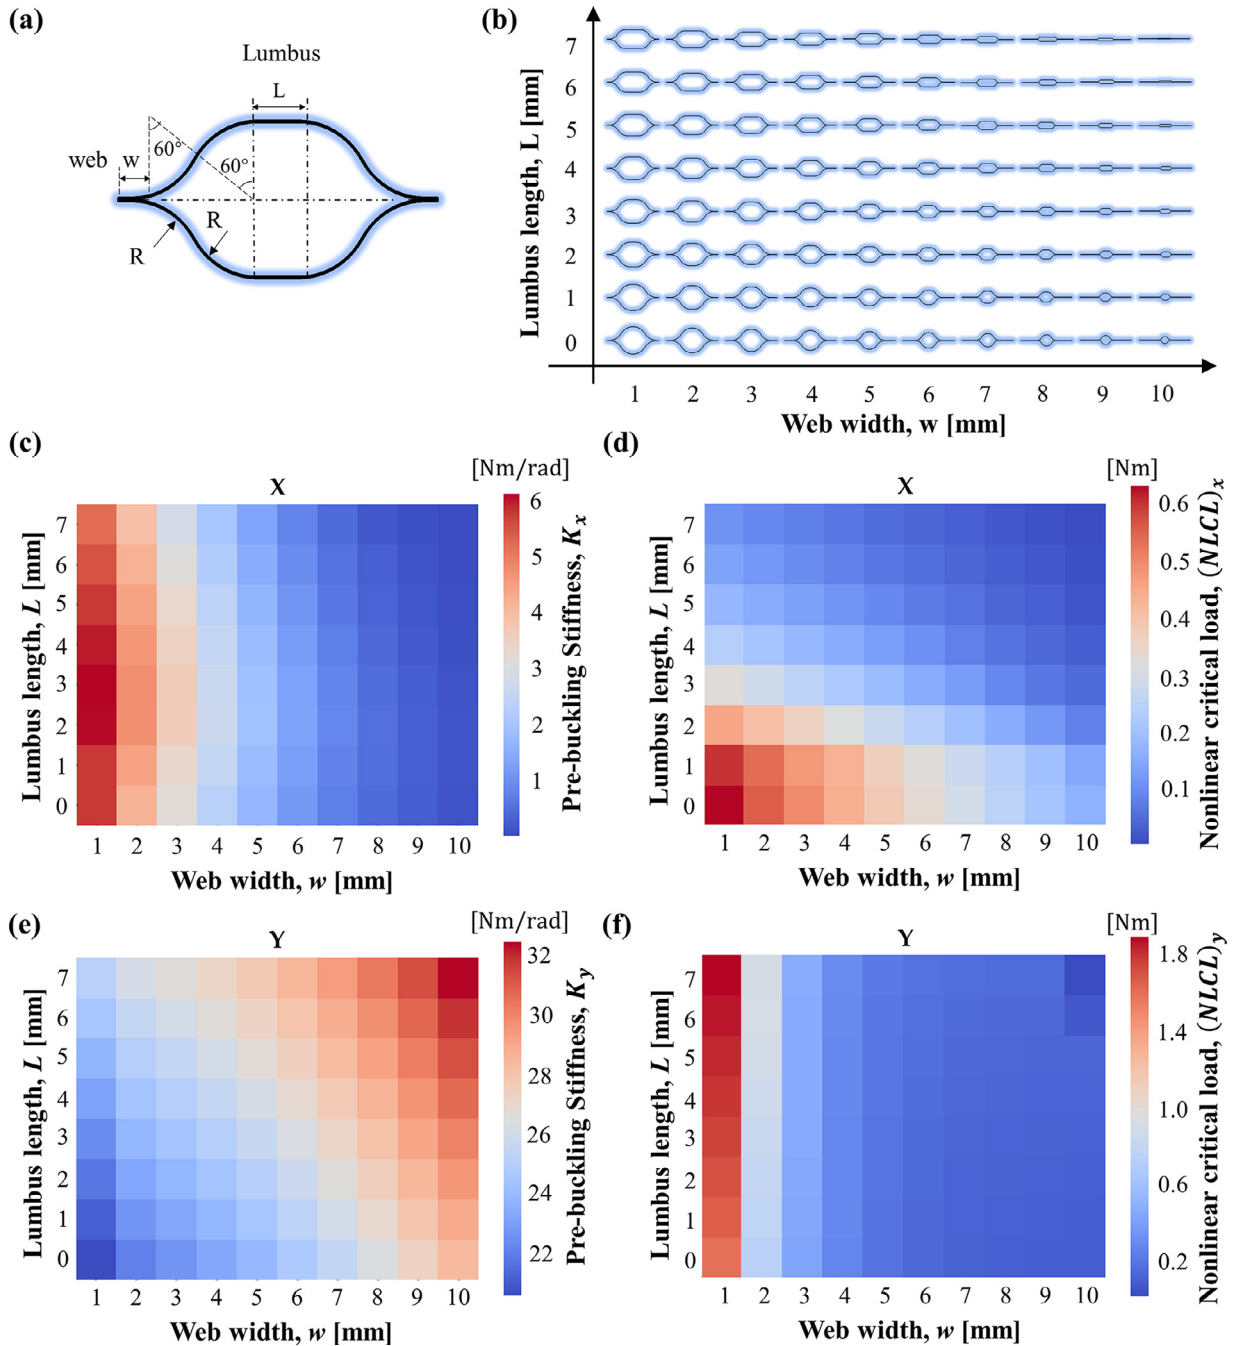 (a)
Lumbus
L
web
w
60°
60°
R
R
(b)
Lumbus length, L [mm]
7
6
5
4
3
2
1
0
1 2 3 4 5 6 7 8 9 10
Web width, w [mm]
(c)
X
[Nm/rad]
Lumbus length, L [mm]
7
6
5
4
3
2
1
0
1 2 3 4 5 6 7 8 9 10
Web width, w [mm]
6
5
4
3
2
1
Pre-buckling Stiffness, Kx
(d)
X
[Nm]
Lumbus length, L [mm]
7
6
5
4
3
2
1
0
1 2 3 4 5 6 7 8 9 10
Web width, w [mm]
0.6
0.5
0.4
0.3
0.2
0.1
Nonlinear critical load, (NLCL)x
(e)
Y
[Nm/rad]
Lumbus length, L [mm]
7
6
5
4
3
2
1
0
1 2 3 4 5 6 7 8 9 10
Web width, w [mm]
32
30
28
26
24
22
Pre-buckling Stiffness, Ky
(f)
Y
[Nm]
Lumbus length, L [mm]
7
6
5
4
3
2
1
0
1 2 3 4 5 6 7 8 9 10
Web width, w [mm]
1.8
1.4
1.0
0.6
0.2
Nonlinear critical load, (NLCL)y